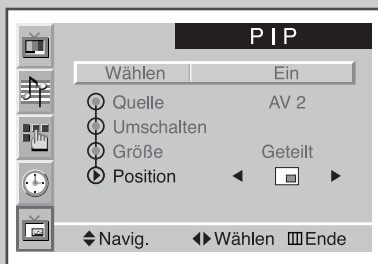 PIP
Wählen Ein
Quelle AV 2
Umschalten
Größe Geteilt
Position
Navig. Wählen Ende